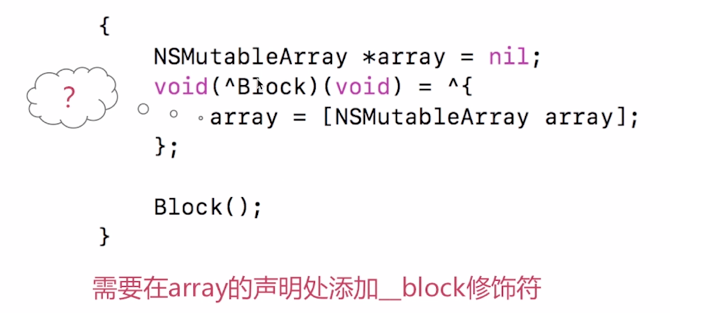 {
NSMutableArray *array = nil;
void(^Block)(void) = ^{
?
array = [NSMutableArray array];
};
Block();
}
需要在array的声明处添加__block修饰符